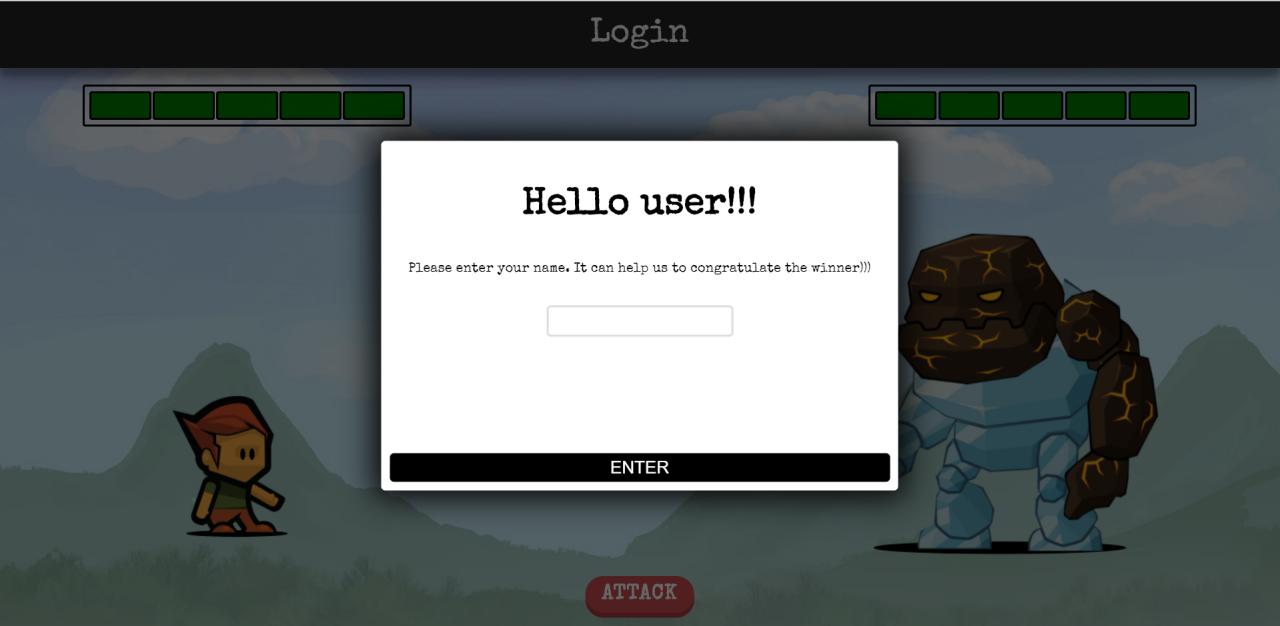 Login
Hello user!!!
Please enter your name. It can help us to congratulate the winner)))
ENTER
ATTACK